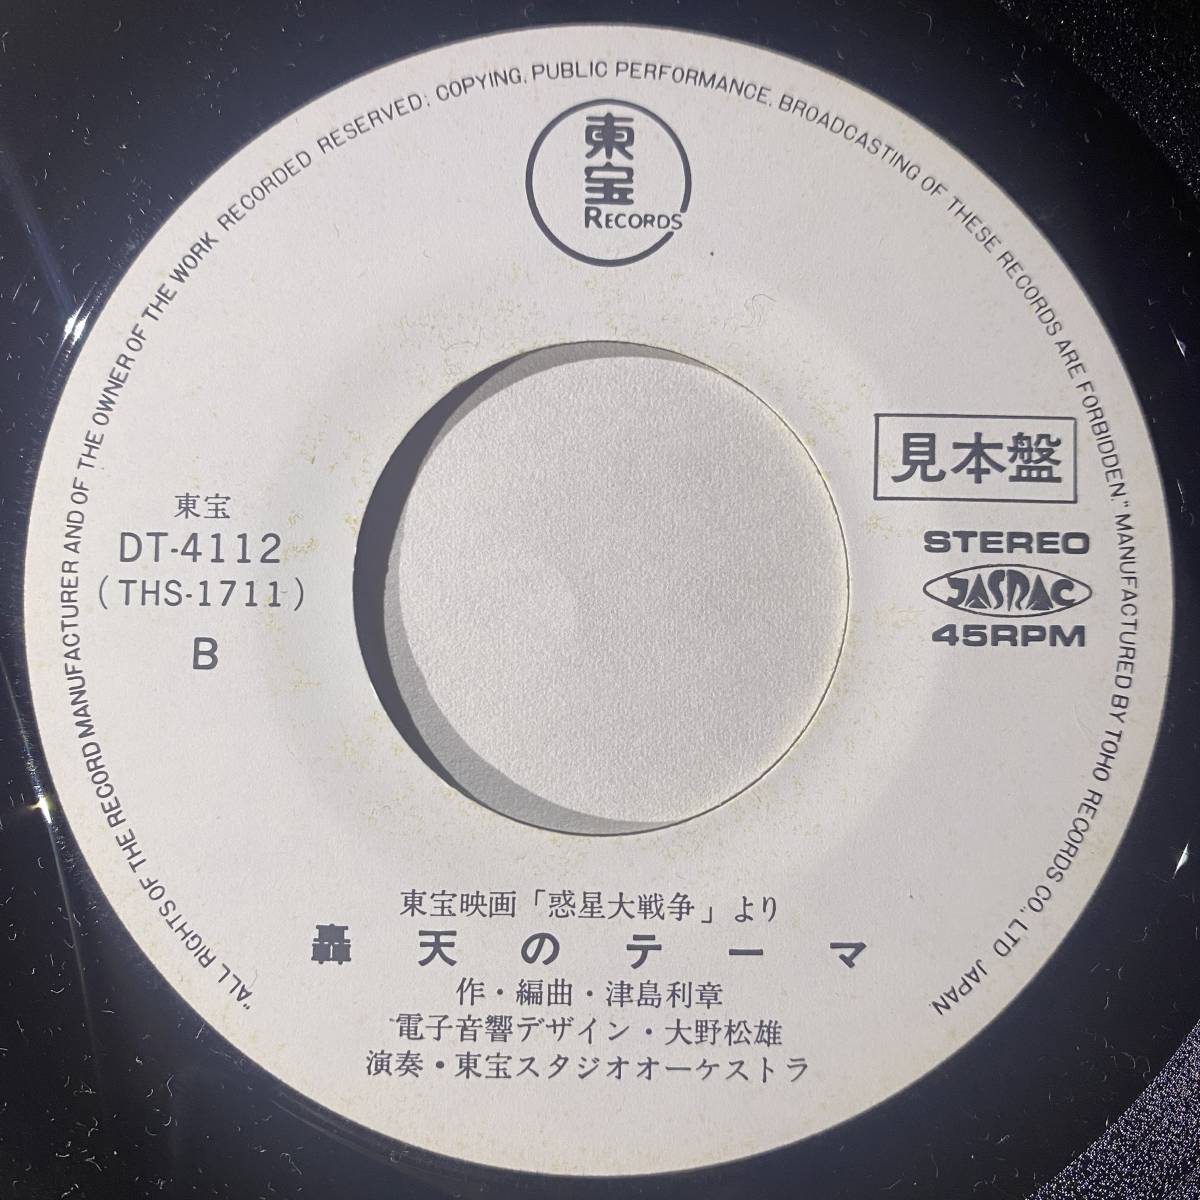 "ALL RIGHTS OF THE RECORD MANUFACTURER AND OF THE OWNER OF THE WORK RECORDED RESERVED; COPYING, PUBLIC PERFORMANCE, BROADCASTING OF THESE RECORDS ARE FORBIDDEN." MANUFACTURED BY TOHO RECORDS CO., LTD JAPAN
東宝
RECORDS
見本盤
STEREO
JASRAC
45RPM
東宝
DT-4112
(THS-1711)
B
東宝映画「惑星大戦争」より
轟天のテーマ
作・編曲・津島利章
電子音響デザイン・大野松雄
演奏・東宝スタジオオーケストラ